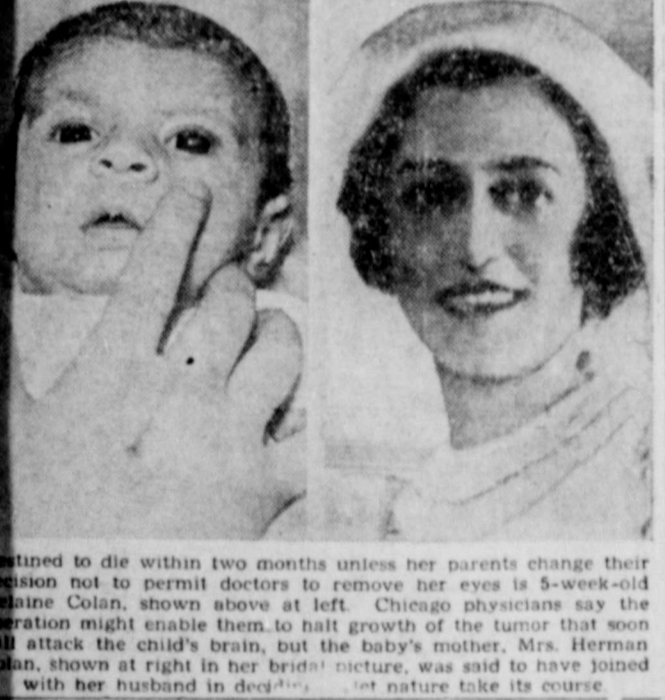 estined to die within two months unless her parents change their
cision not to permit doctors to remove her eyes is 5-week-old
elaine Colan, shown above at left. Chicago physicians say the
eration might enable them to halt growth of the tumor that soon
ll attack the child's brain, but the baby's mother, Mrs. Herman
olan, shown at right in her bridal picture, was said to have joined
with her husband in let nature take its course.